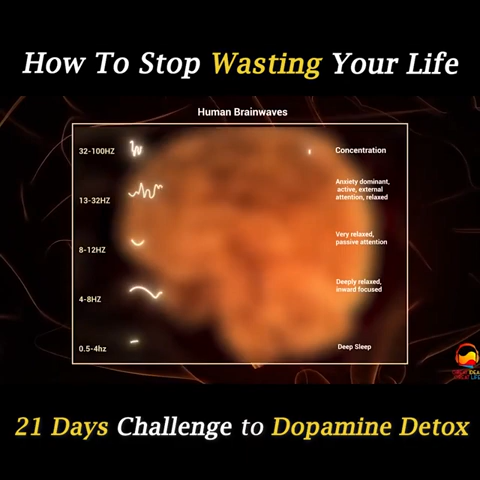 How To Stop Wasting Your Life
Human Brainwaves
32-100HZ
Concentration
13-32HZ
Anxiety dominant,
active, external
attention, relaxed
8-12HZ
Very relaxed,
passive attention
4-8HZ
Deeply relaxed,
inward focused
0.5-4hz
Deep Sleep
21 Days Challenge to Dopamine Detox